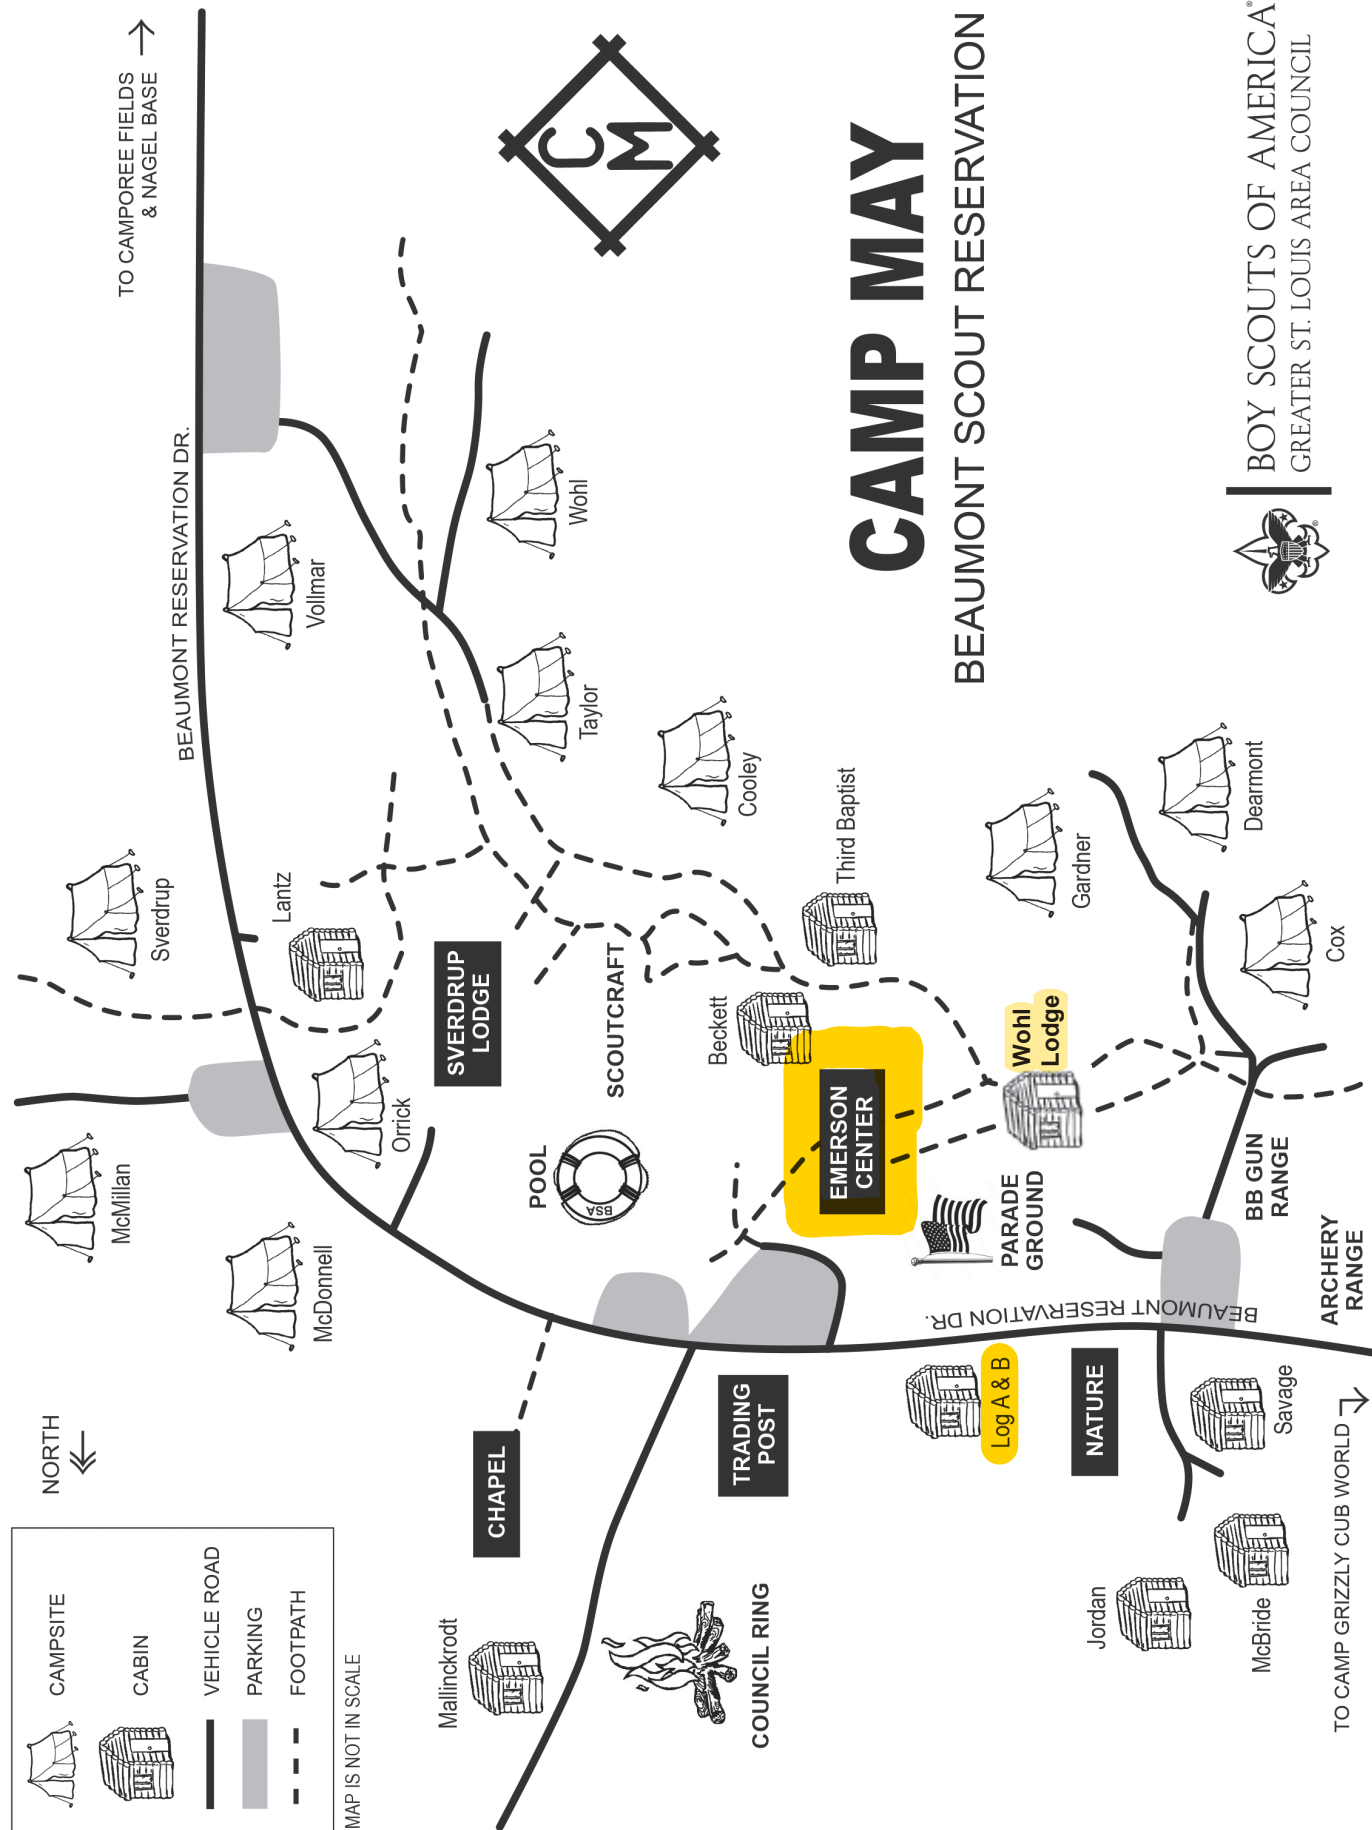 CAMPSITE
CABIN
VEHICLE ROAD
PARKING
FOOTPATH
MAP IS NOT IN SCALE
NORTH
TO CAMPOREE FIELDS
& NAGEL BASE
BEAUMONT RESERVATION DR.
McMillan
McDonnell
Sverdrup
Orrick
Lantz
Vollmar
Wohl
Taylor
Cooley
SVERDRUP
LODGE
SCOUTCRAFT
POOL
BSA
CHAPEL
Mallinckrodt
COUNCIL RING
TRADING
POST
Beckett
Third Baptist
EMERSON
CENTER
Wohl
Lodge
PARADE
GROUND
BEAUMONT RESERVATION DR.
Log A & B
NATURE
Jordan
McBride
Savage
BB GUN
RANGE
ARCHERY
RANGE
Gardner
Dearmont
Cox
TO CAMP GRIZZLY CUB WORLD
C
M
CAMP MAY
BEAUMONT SCOUT RESERVATION
BOY SCOUTS OF AMERICA®
GREATER ST. LOUIS AREA COUNCIL
®